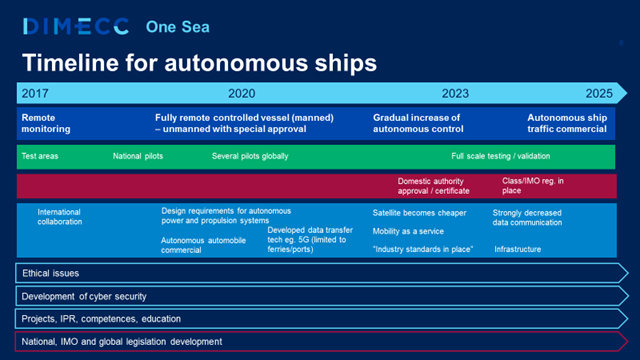 DIMECC One Sea
Timeline for autonomous ships
2017 2020 2023 2025
Remote
monitoring
Fully remote controlled vessel (manned)
– unmanned with special approval
Gradual increase of
autonomous control
Autonomous ship
traffic commercial
Test areas National pilots Several pilots globally Full scale testing / validation
Domestic authority
approval / certificate
Class/IMO reg. in
place
International
collaboration
Design requirements for autonomous
power and propulsion systems
Autonomous automobile
commercial
Developed data transfer
tech eg. 5G (limited to
ferries/ports)
Satellite becomes cheaper
Mobility as a service
"Industry standards in place"
Strongly decreased
data communication
Infrastructure
Ethical issues
Development of cyber security
Projects, IPR, competences, education
National, IMO and global legislation development